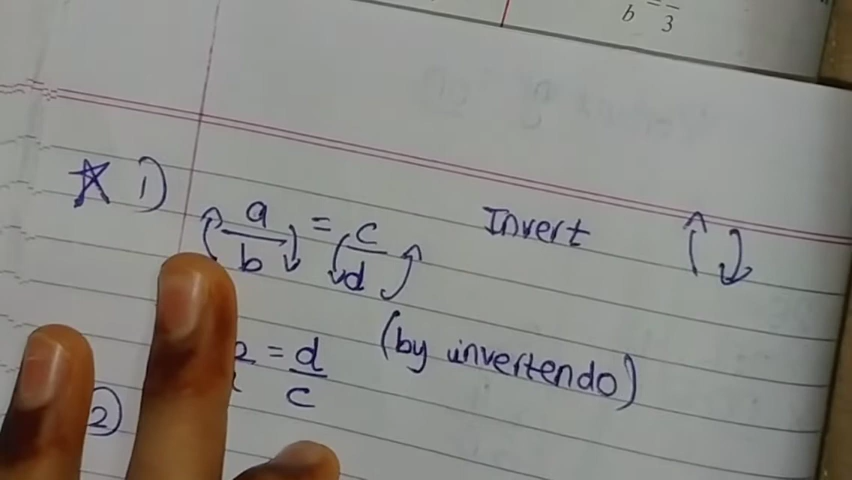 b = 3
☆ 1) a/b = c/d Invert
= d/c (by invertendo)
2)